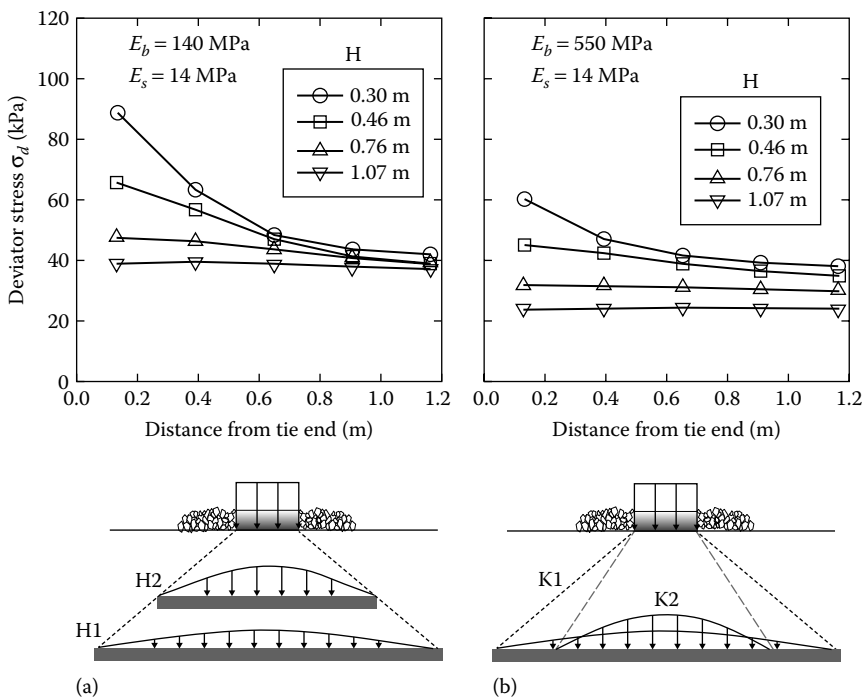 Deviator stress σd (kPa)
120
100
80
60
40
20
0
Eb = 140 MPa
Es = 14 MPa
H
0.30 m
0.46 m
0.76 m
1.07 m
0.0 0.2 0.4 0.6 0.8 1.0 1.2
Distance from tie end (m)
Eb = 550 MPa
Es = 14 MPa
H
0.30 m
0.46 m
0.76 m
1.07 m
0.0 0.2 0.4 0.6 0.8 1.0 1.2
Distance from tie end (m)
H2
H1
(a)
K1
K2
(b)